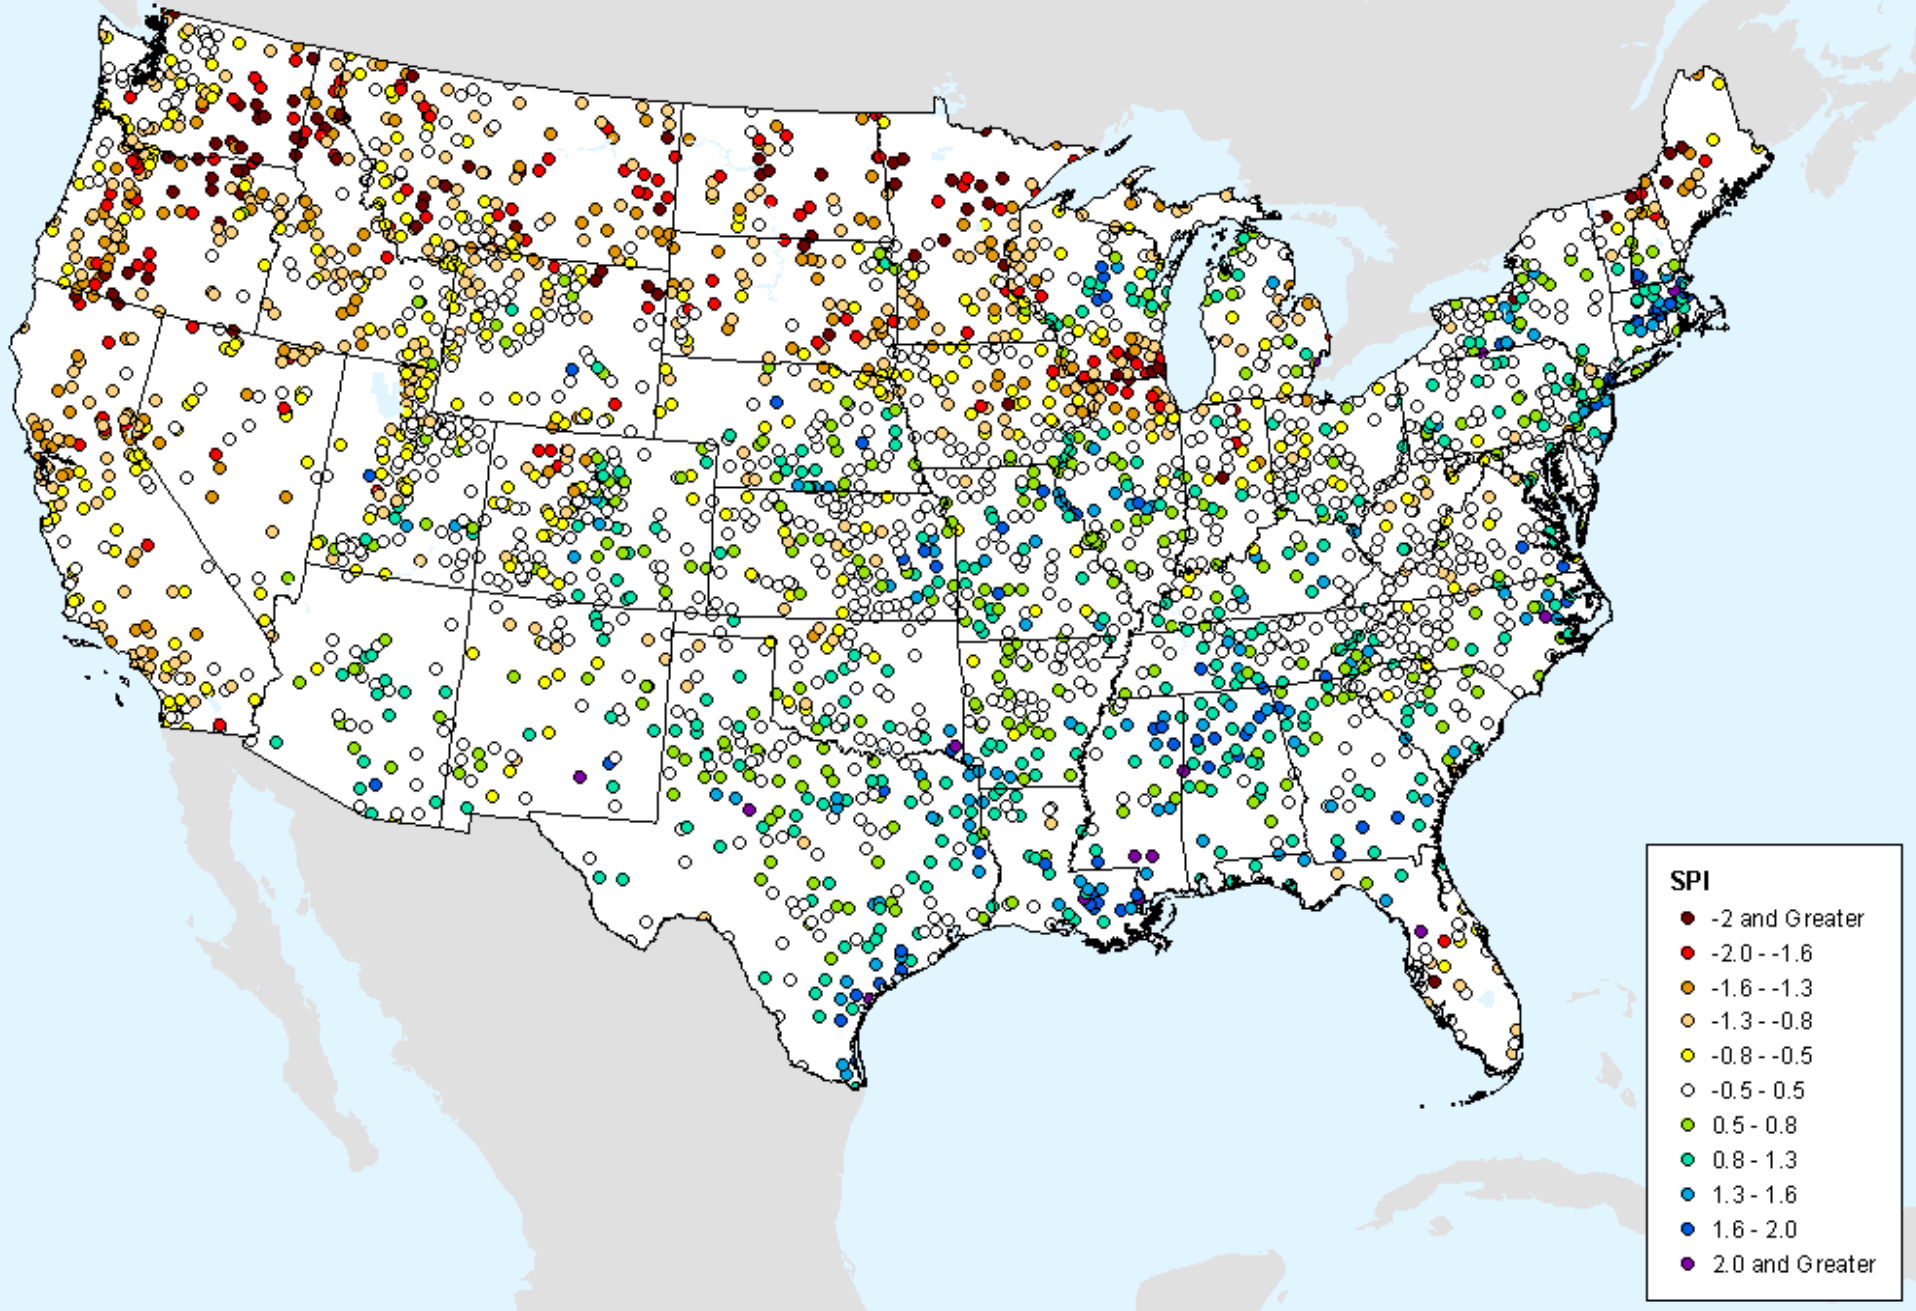 SPI
-2 and Greater
-2.0 - -1.6
-1.6 - -1.3
-1.3 - -0.8
-0.8 - -0.5
-0.5 - 0.5
0.5 - 0.8
0.8 - 1.3
1.3 - 1.6
1.6 - 2.0
2.0 and Greater